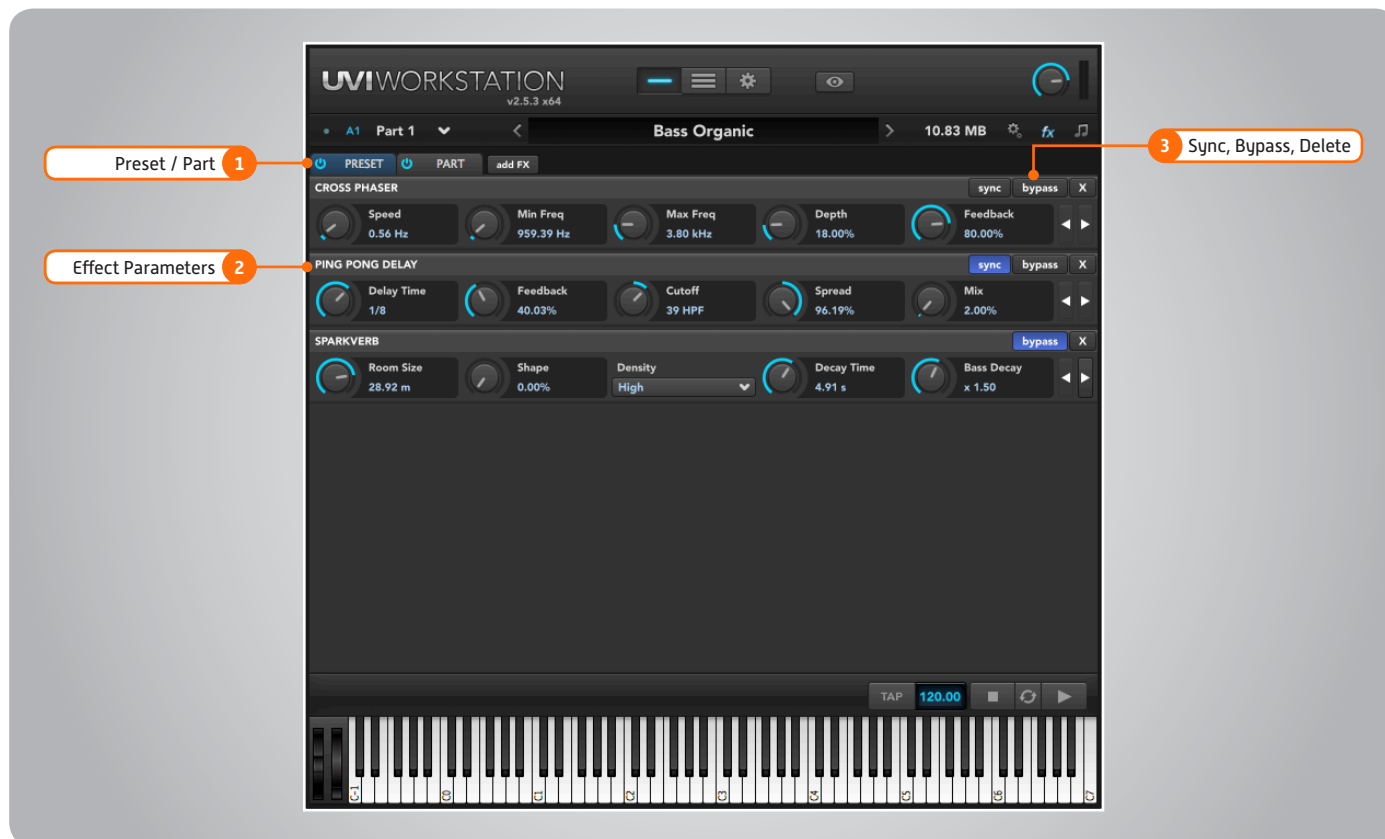 UVIWORKSTATION
v2.5.3 x64
A1 Part 1 Bass Organic 10.83 MB fx
Preset / Part 1
3 Sync, Bypass, Delete
PRESET PART add FX
CROSS PHASER sync bypass X
Speed Min Freq Max Freq Depth Feedback
0.56 Hz 959.39 Hz 3.80 kHz 18.00% 80.00%
Effect Parameters 2
PING PONG DELAY sync bypass X
Delay Time Feedback Cutoff Spread Mix
1/8 40.03% 39 HPF 96.19% 2.00%
SPARKVERB bypass X
Room Size Shape Density Decay Time Bass Decay
28.92 m 0.00% High 4.91 s x 1.50
TAP 120.00
C-1 C0 C1 C2 C3 C4 C5 C6 C7